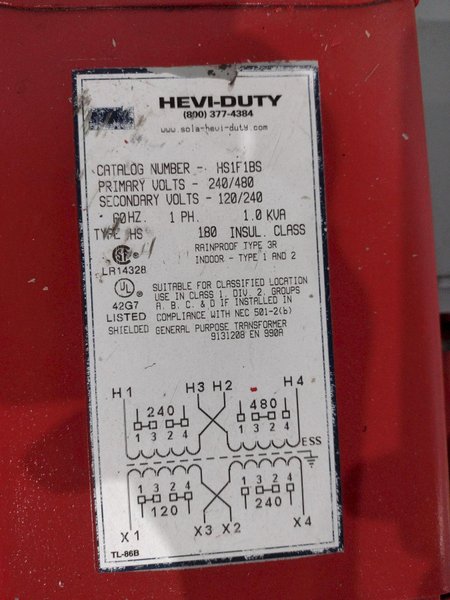 HEVI-DUTY
(800) 377-4384
www.sola-hevi-duty.com
CATALOG NUMBER - HS1F1BS
PRIMARY VOLTS - 240/480
SECONDARY VOLTS - 120/240
60HZ. 1 PH. 1.0 KVA
TYPE HS 180 INSUL. CLASS
RAINPROOF TYPE 3R
INDOOR - TYPE 1 AND 2
LR14328
UL
42G7
LISTED
SUITABLE FOR CLASSIFIED LOCATION
USE IN CLASS 1, DIV. 2, GROUPS
A, B, C, & D IF INSTALLED IN
COMPLIANCE WITH NEC 501-2(b)
SHIELDED GENERAL PURPOSE TRANSFORMER
9131208 EN 990A
H1 H3 H2 H4
240 480
1 3 2 4 1 3 2 4
ESS
1 3 2 4 1 3 2 4
120 240
X1 X3 X2 X4
TL-86B